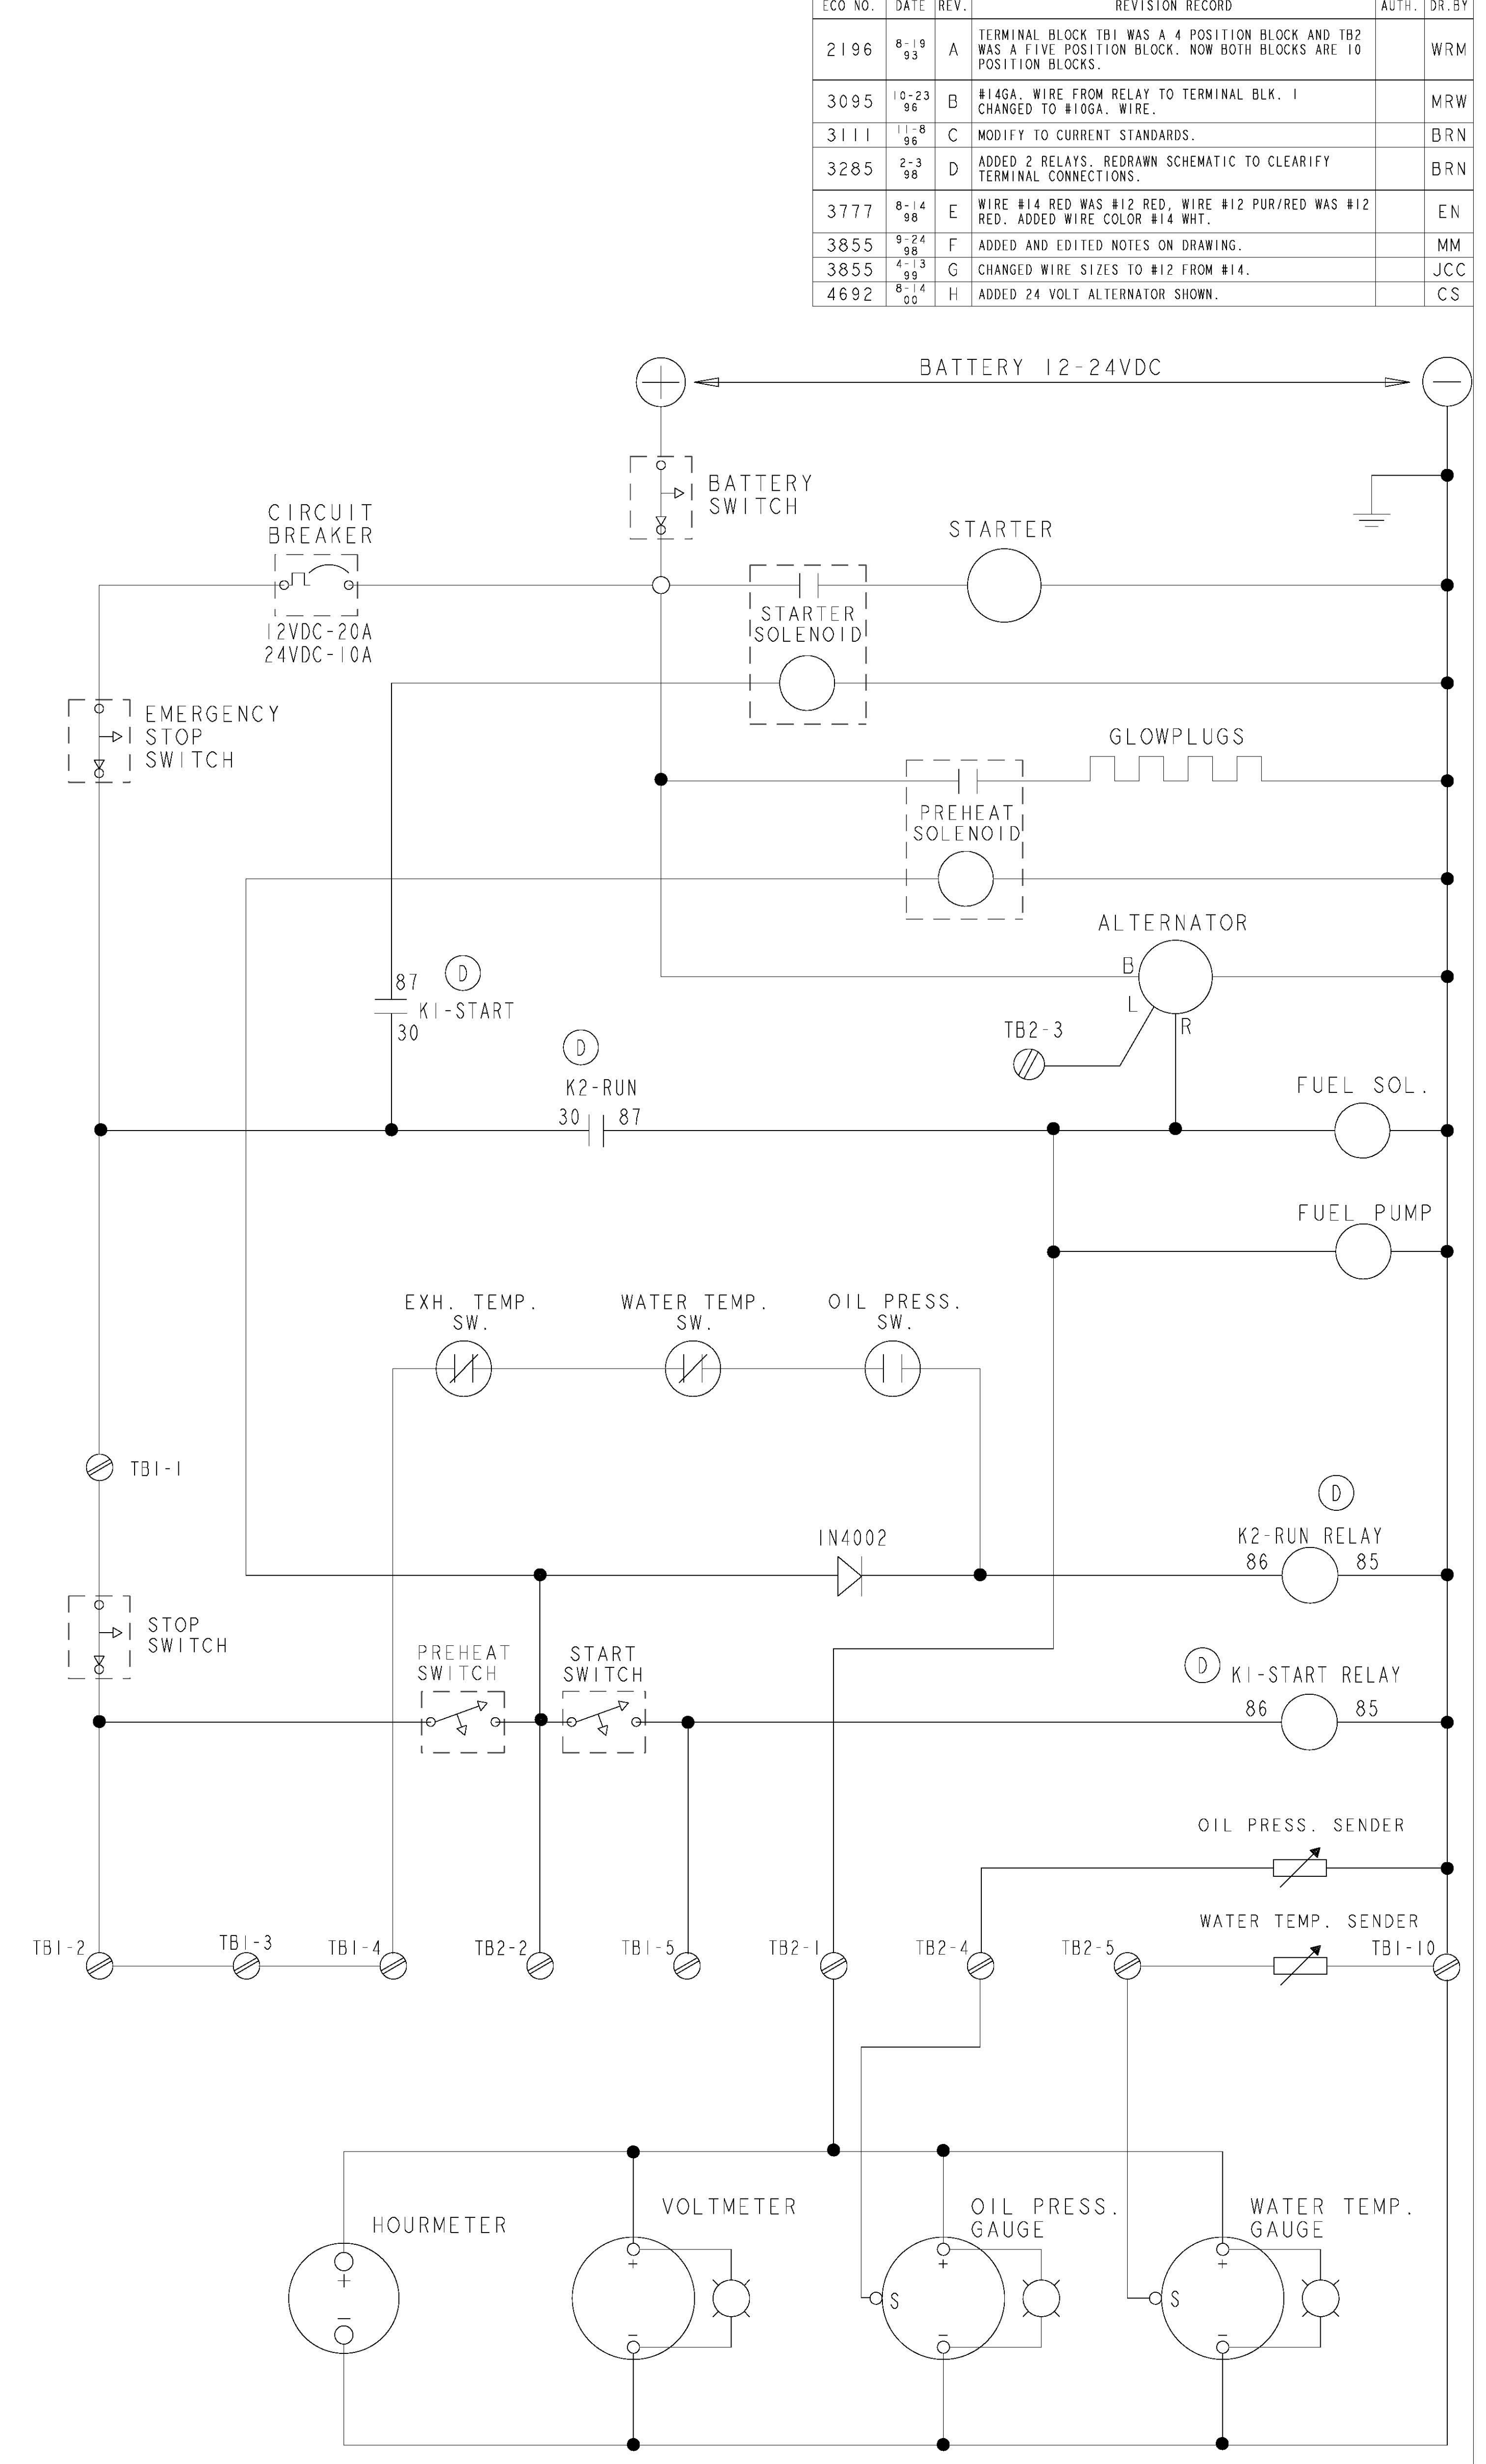 ECO NO. DATE REV. REVISION RECORD AUTH. DR.BY
2196 8-19 93 A TERMINAL BLOCK TB1 WAS A 4 POSITION BLOCK AND TB2
WAS A FIVE POSITION BLOCK. NOW BOTH BLOCKS ARE 10
POSITION BLOCKS. WRM
3095 10-23 96 B #14GA. WIRE FROM RELAY TO TERMINAL BLK. 1
CHANGED TO #10GA. WIRE. MRW
3111 11-8 96 C MODIFY TO CURRENT STANDARDS. BRN
3285 2-3 98 D ADDED 2 RELAYS. REDRAWN SCHEMATIC TO CLEARIFY
TERMINAL CONNECTIONS. BRN
3777 8-14 98 E WIRE #14 RED WAS #12 RED, WIRE #12 PUR/RED WAS #12
RED. ADDED WIRE COLOR #14 WHT. EN
3855 9-24 98 F ADDED AND EDITED NOTES ON DRAWING. MM
3855 4-13 99 G CHANGED WIRE SIZES TO #12 FROM #14. JCC
4692 8-14 00 H ADDED 24 VOLT ALTERNATOR SHOWN. CS
BATTERY 12-24VDC
BATTERY
SWITCH
CIRCUIT
BREAKER
12VDC-20A
24VDC-10A
STARTER
STARTER
SOLENOID
EMERGENCY
STOP
SWITCH
GLOWPLUGS
PREHEAT
SOLENOID
ALTERNATOR
B
L
R
TB2-3
87
D
K1-START
30
D
K2-RUN
30 87
FUEL SOL.
FUEL PUMP
EXH. TEMP.
SW.
WATER TEMP.
SW.
OIL PRESS.
SW.
TB1-1
1N4002
D
K2-RUN RELAY
86 85
STOP
SWITCH
PREHEAT
SWITCH
START
SWITCH
D K1-START RELAY
86 85
OIL PRESS. SENDER
WATER TEMP. SENDER
TB1-2 TB1-3 TB1-4 TB2-2 TB1-5 TB2-1 TB2-4 TB2-5 TB1-10
HOURMETER
+
−
VOLTMETER
+
−
OIL PRESS.
GAUGE
+
S
−
WATER TEMP.
GAUGE
+
S
−